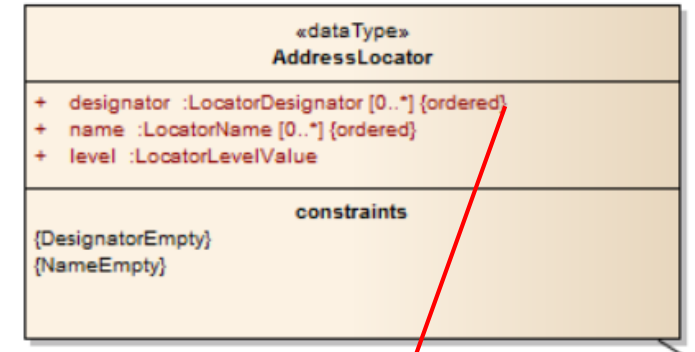 «dataType»
AddressLocator
+ designator :LocatorDesignator [0..*] {ordered}
+ name :LocatorName [0..*] {ordered}
+ level :LocatorLevelValue
constraints
{DesignatorEmpty}
{NameEmpty}